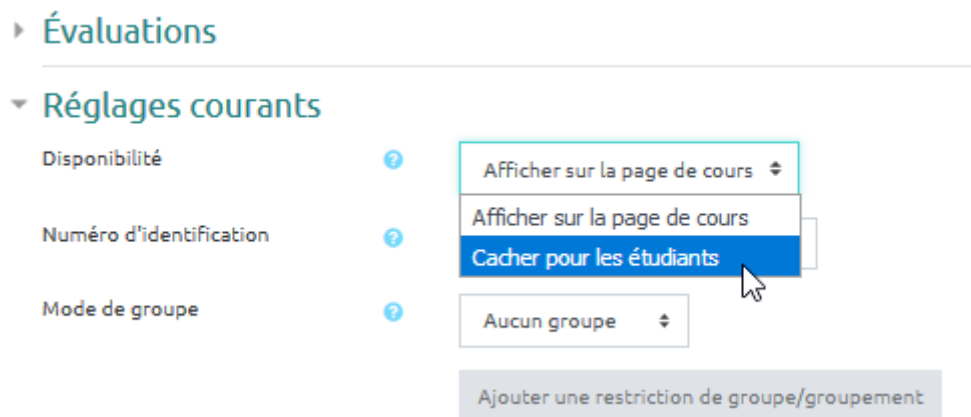 Évaluations
Réglages courants
Disponibilité
Afficher sur la page de cours
Afficher sur la page de cours
Numéro d'identification
Cacher pour les étudiants
Mode de groupe
Aucun groupe
Ajouter une restriction de groupe/groupement